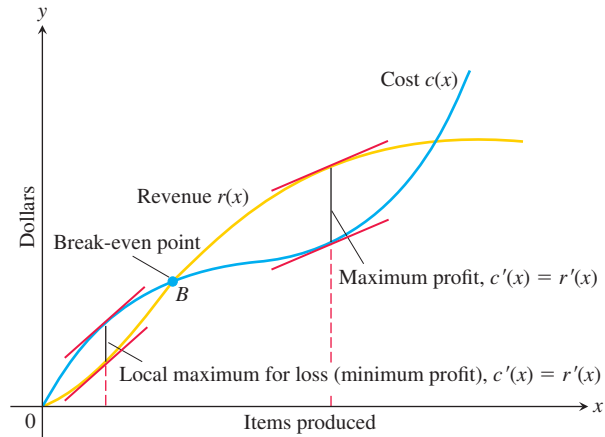 y
Cost c(x)
Revenue r(x)
Dollars
Break-even point
B
Maximum profit, c′(x) = r′(x)
Local maximum for loss (minimum profit), c′(x) = r′(x)
x
0
Items produced